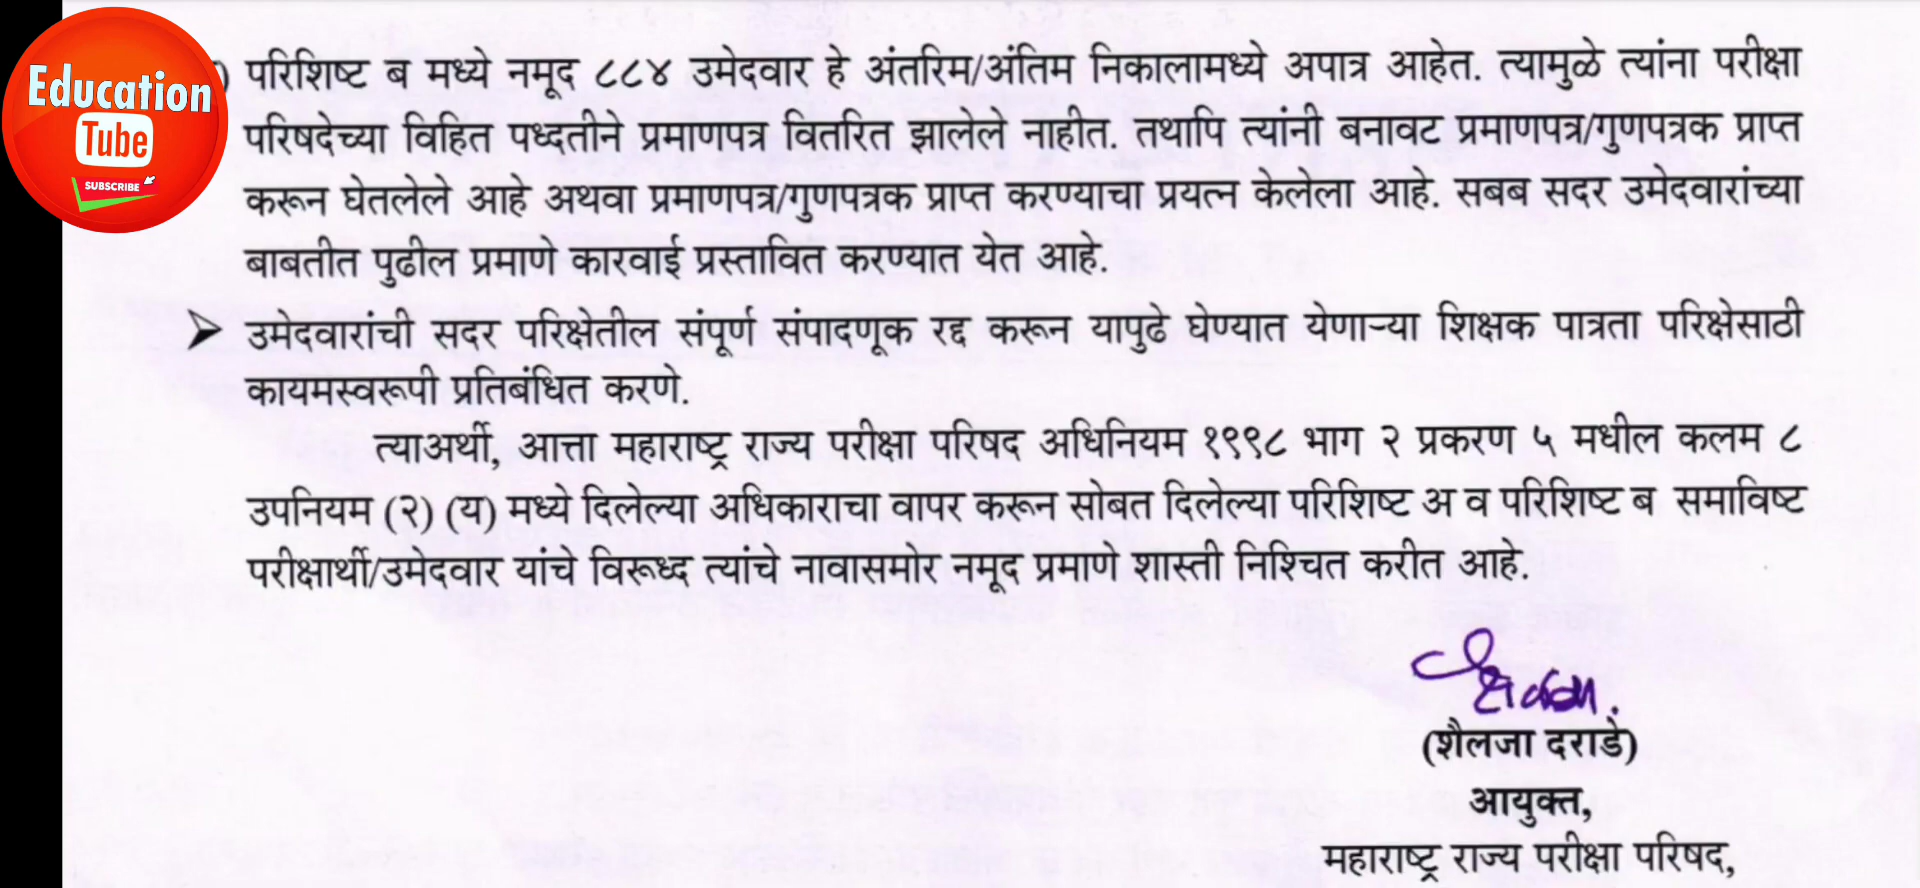 Education
Tube
SUBSCRIBE
) परिशिष्ट ब मध्ये नमूद ८८४ उमेदवार हे अंतरिम/अंतिम निकालामध्ये अपात्र आहेत. त्यामुळे त्यांना परीक्षा
परिषदेच्या विहित पध्दतीने प्रमाणपत्र वितरित झालेले नाहीत. तथापि त्यांनी बनावट प्रमाणपत्र/गुणपत्रक प्राप्त
करून घेतलेले आहे अथवा प्रमाणपत्र/गुणपत्रक प्राप्त करण्याचा प्रयत्न केलेला आहे. सबब सदर उमेदवारांच्या
बाबतीत पुढील प्रमाणे कारवाई प्रस्तावित करण्यात येत आहे.
➤ उमेदवारांची सदर परिक्षेतील संपूर्ण संपादणूक रद्द करून यापुढे घेण्यात येणाऱ्या शिक्षक पात्रता परिक्षेसाठी
कायमस्वरूपी प्रतिबंधित करणे.
त्याअर्थी, आत्ता महाराष्ट्र राज्य परीक्षा परिषद अधिनियम १९९८ भाग २ प्रकरण ५ मधील कलम ८
उपनियम (२) (य) मध्ये दिलेल्या अधिकाराचा वापर करून सोबत दिलेल्या परिशिष्ट अ व परिशिष्ट ब समाविष्ट
परीक्षार्थी/उमेदवार यांचे विरूध्द त्यांचे नावासमोर नमूद प्रमाणे शास्ती निश्चित करीत आहे.
(शैलजा दराडे)
आयुक्त,
महाराष्ट्र राज्य परीक्षा परिषद,